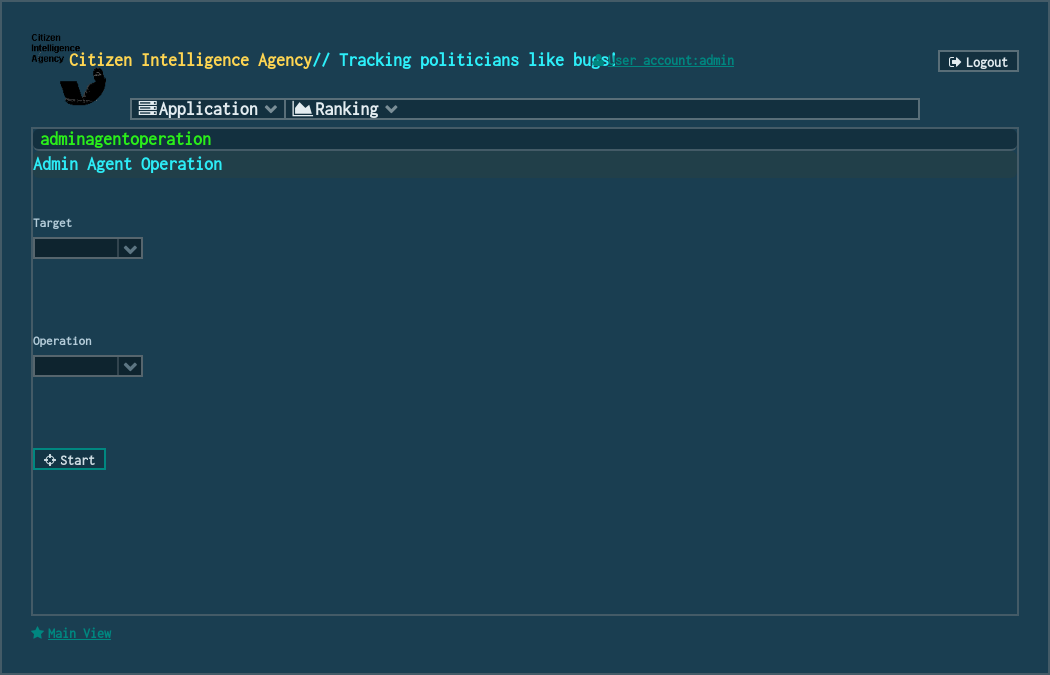 Citizen
Intelligence
Agency
Citizen Intelligence Agency// Tracking politicians like bugs!
User account:admin
Logout
Application
Ranking
adminagentoperation
Admin Agent Operation
Target
Operation
Start
Main View